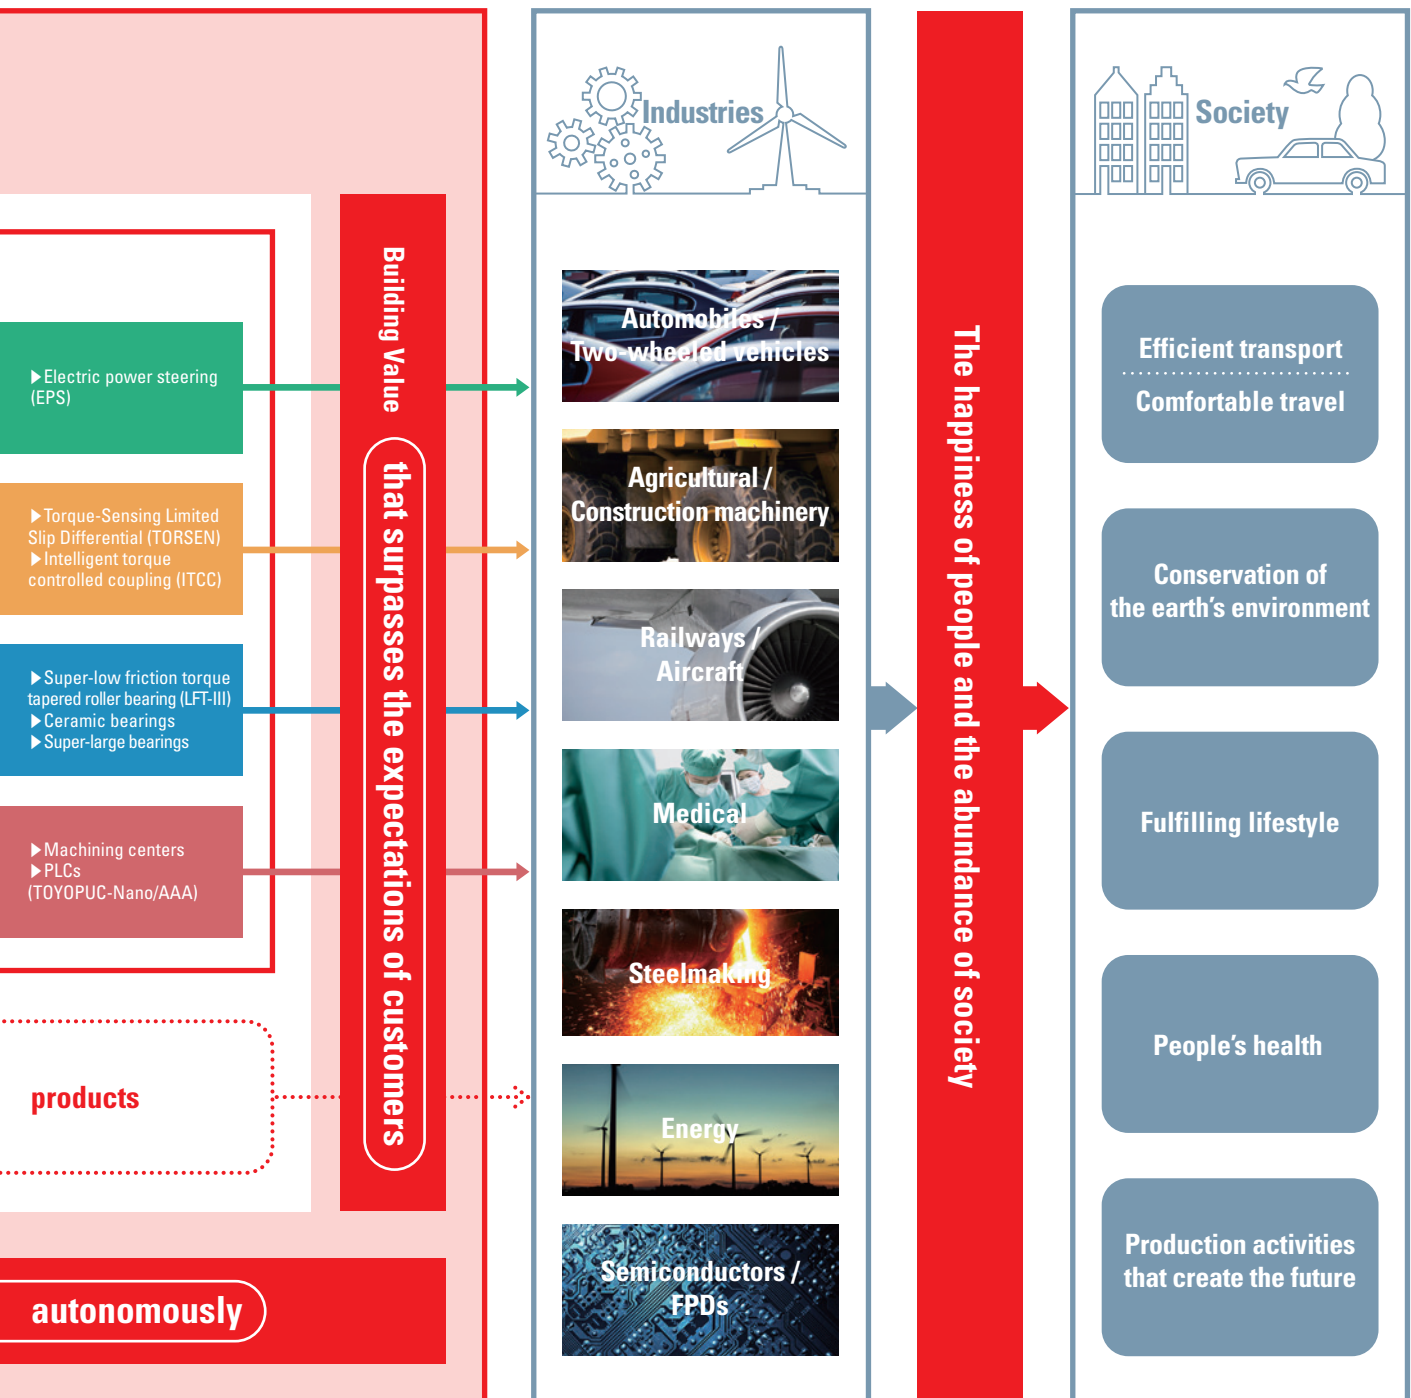 ▶Electric power steering
(EPS)
▶Torque-Sensing Limited
Slip Differential (TORSEN)
▶Intelligent torque
controlled coupling (ITCC)
▶Super-low friction torque
tapered roller bearing (LFT-III)
▶Ceramic bearings
▶Super-large bearings
▶Machining centers
▶PLCs
(TOYOPUC-Nano/AAA)
products
autonomously
Building Value that surpasses the expectations of customers
Industries
Automobiles /
Two-wheeled vehicles
Agricultural /
Construction machinery
Railways /
Aircraft
Medical
Steelmaking
Energy
Semiconductors /
FPDs
The happiness of people and the abundance of society
Society
Efficient transport
Comfortable travel
Conservation of
the earth's environment
Fulfilling lifestyle
People's health
Production activities
that create the future